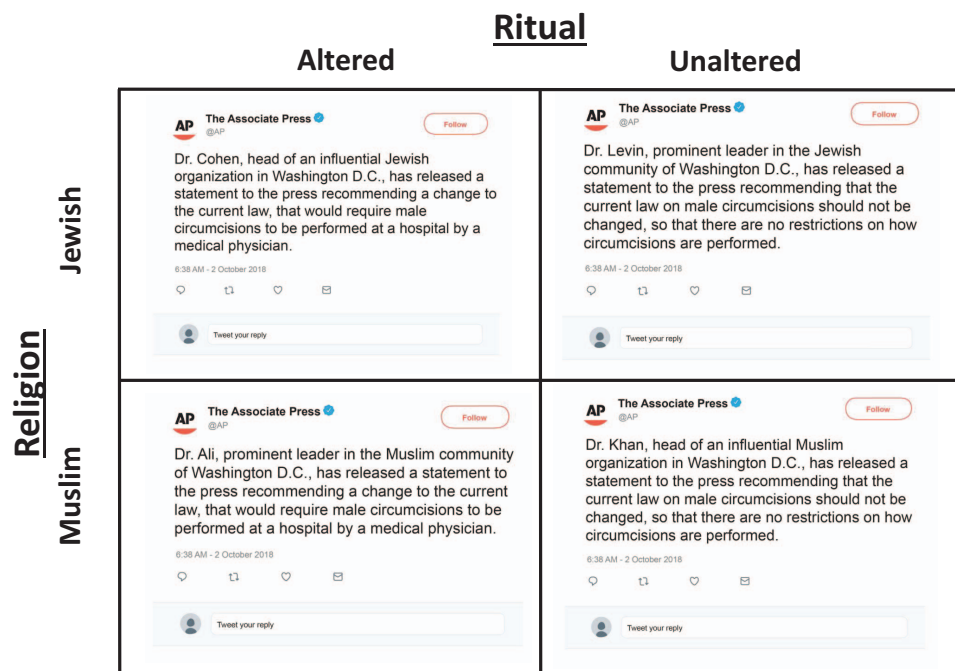 Ritual
Altered
Unaltered
Religion
Jewish
Muslim
AP
The Associate Press
@AP
Follow
Dr. Cohen, head of an influential Jewish
organization in Washington D.C., has released a
statement to the press recommending a change to
the current law, that would require male
circumcisions to be performed at a hospital by a
medical physician.
6:38 AM - 2 October 2018
Tweet your reply
AP
The Associate Press
@AP
Follow
Dr. Levin, prominent leader in the Jewish
community of Washington D.C., has released a
statement to the press recommending that the
current law on male circumcisions should not be
changed, so that there are no restrictions on how
circumcisions are performed.
6:38 AM - 2 October 2018
Tweet your reply
AP
The Associate Press
@AP
Follow
Dr. Ali, prominent leader in the Muslim community
of Washington D.C., has released a statement to
the press recommending a change to the current
law, that would require male circumcisions to be
performed at a hospital by a medical physician.
6:38 AM - 2 October 2018
Tweet your reply
AP
The Associate Press
@AP
Follow
Dr. Khan, head of an influential Muslim
organization in Washington D.C., has released a
statement to the press recommending that the
current law on male circumcisions should not be
changed, so that there are no restrictions on how
circumcisions are performed.
6:38 AM - 2 October 2018
Tweet your reply